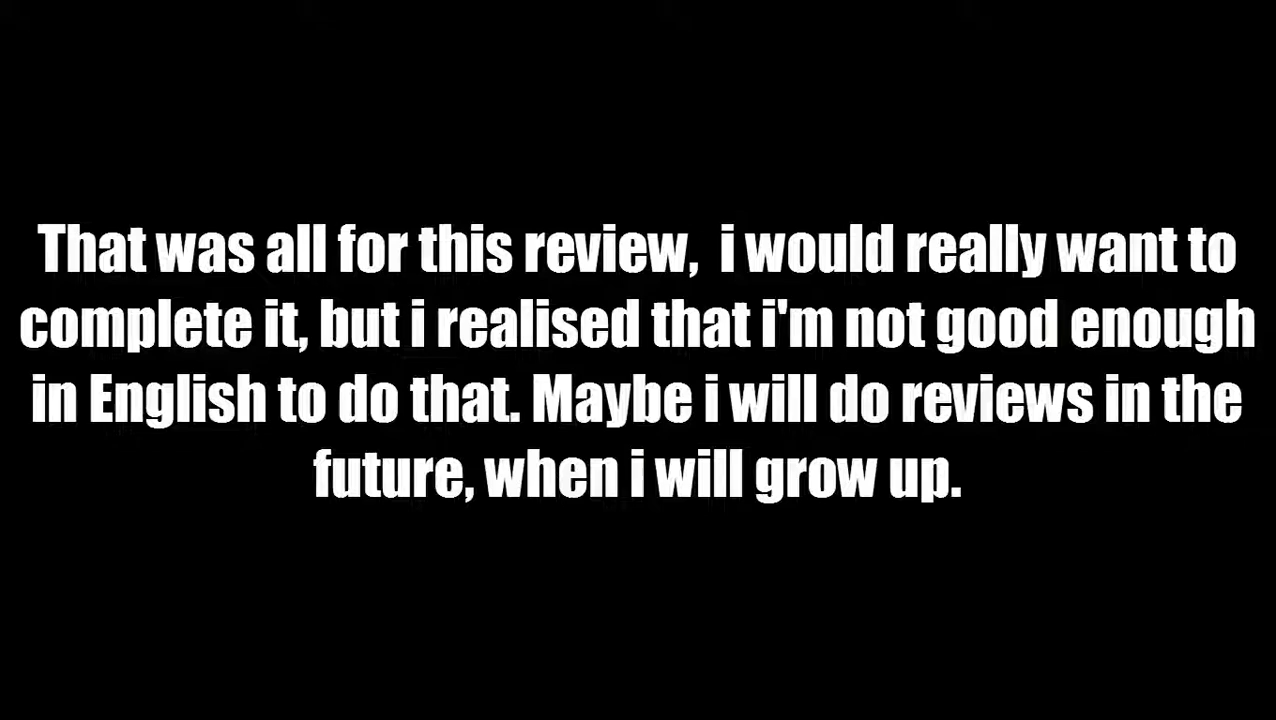 That was all for this review,  i would really want to
complete it, but i realised that i'm not good enough
in English to do that. Maybe i will do reviews in the
future, when i will grow up.